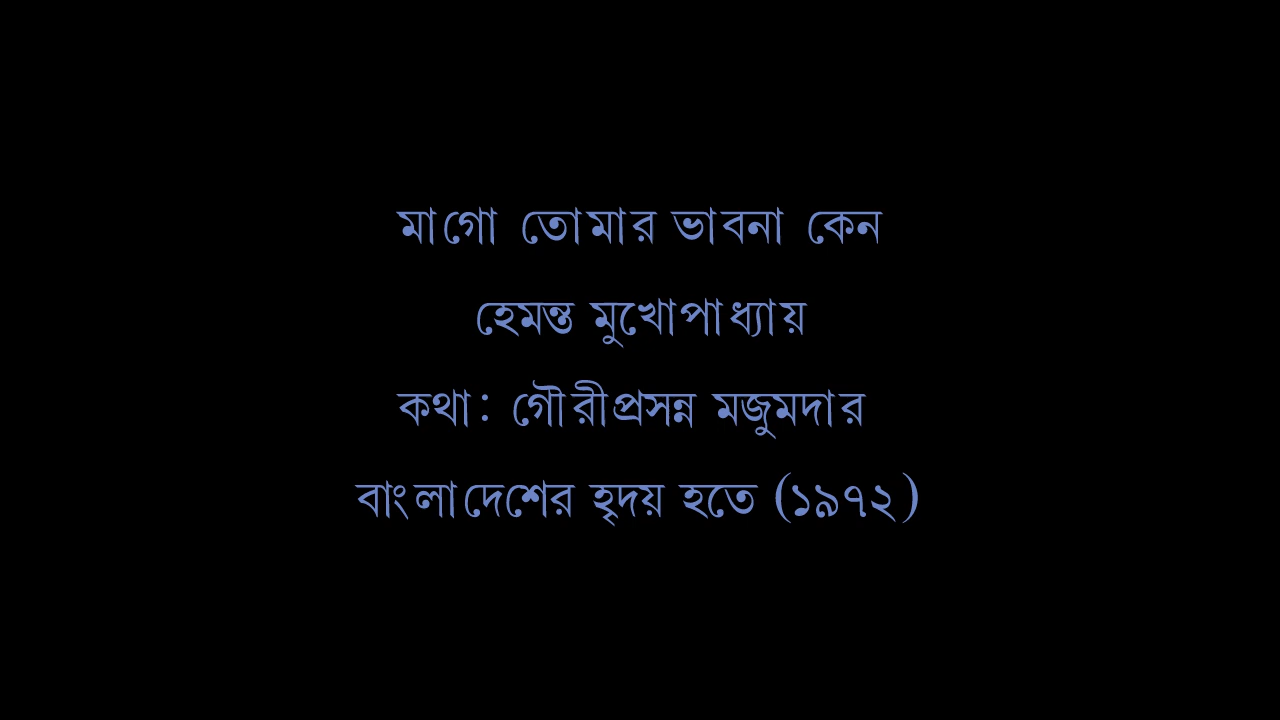 মাগো তোমার ভাবনা কেন
হেমন্ত মুখোপাধ্যায়
কথা: গৌরীপ্রসন্ন মজুমদার
বাংলাদেশের হৃদয় হতে (১৯৭২)